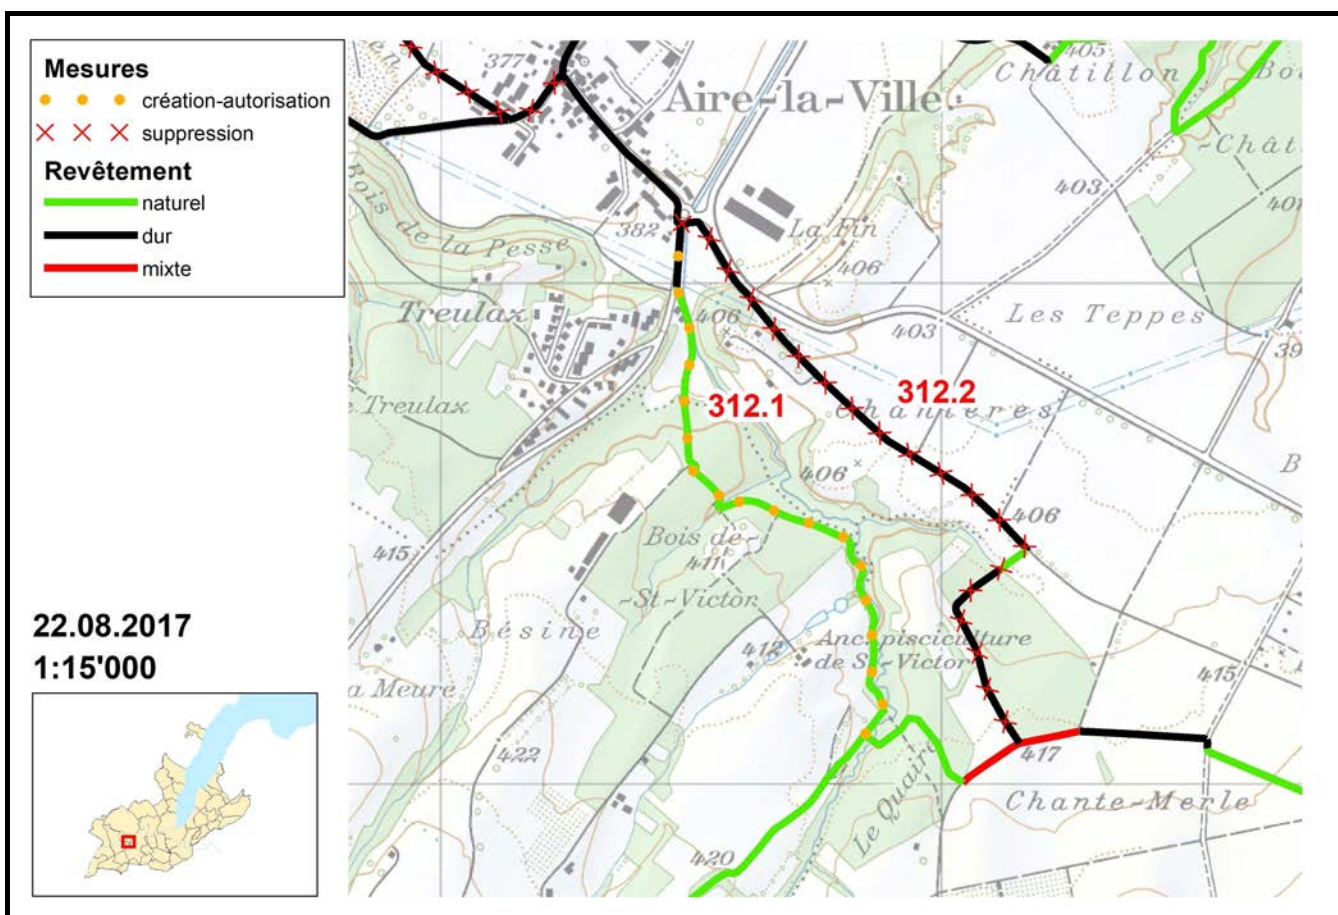 Mesures
création-autorisation
suppression
Revêtement
naturel
dur
mixte
22.08.2017
1:15'000
377
Aire-la-Ville
405
Châtillon
Bois
de la Pesse
382
La Fin
403
406
Treulax
406
403
Les Teppes
312.1
312.2
Treulax
406
406
B
415
Bois de
411
-St-Victor
Bésine
412
Anc. pisciculture
de St-Victor
415
a Meure
422
417
Le Quaire
Chante-Merle
420